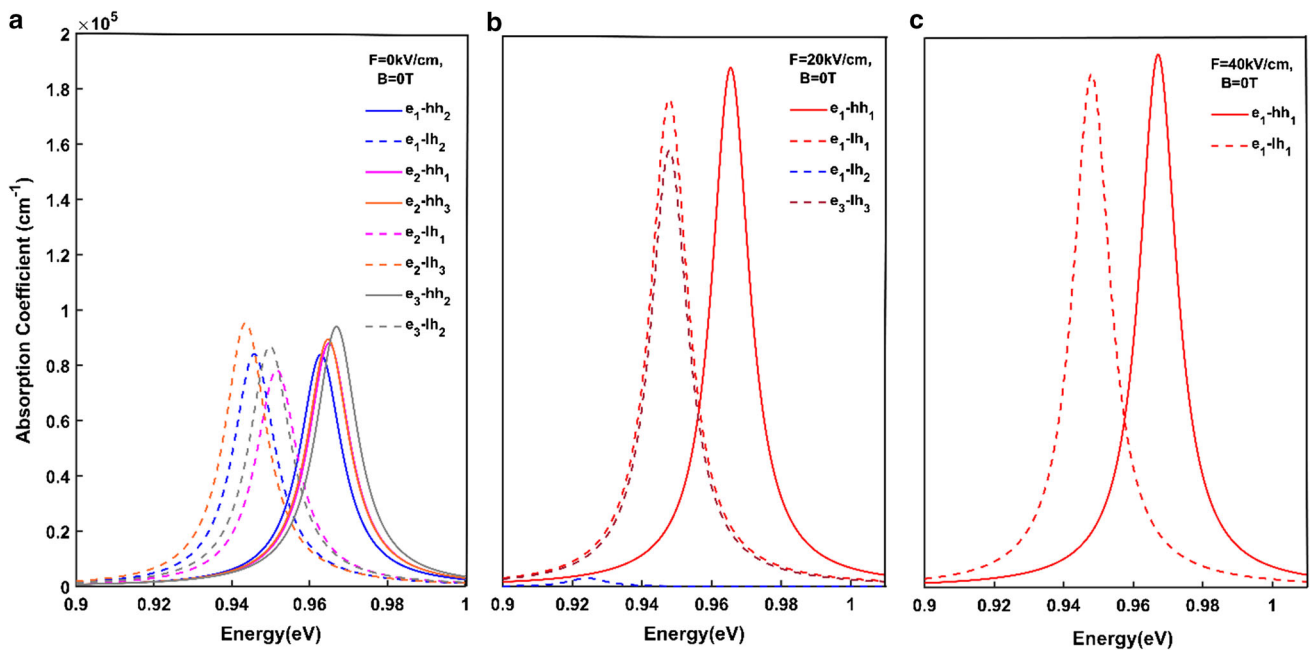 a
×10⁵
Absorption Coefficient (cm⁻¹)
2
1.8
1.6
1.4
1.2
1
0.8
0.6
0.4
0.2
0
F=0kV/cm,
B=0T
e₁-hh₂
e₁-lh₂
e₂-hh₁
e₂-hh₃
e₂-lh₁
e₂-lh₃
e₃-hh₂
e₃-lh₂
0.9 0.92 0.94 0.96 0.98 1
Energy(eV)
b
F=20kV/cm,
B=0T
e₁-hh₁
e₁-lh₁
e₁-lh₂
e₃-lh₃
0.9 0.92 0.94 0.96 0.98 1
Energy(eV)
c
F=40kV/cm,
B=0T
e₁-hh₁
e₁-lh₁
0.9 0.92 0.94 0.96 0.98 1
Energy(eV)